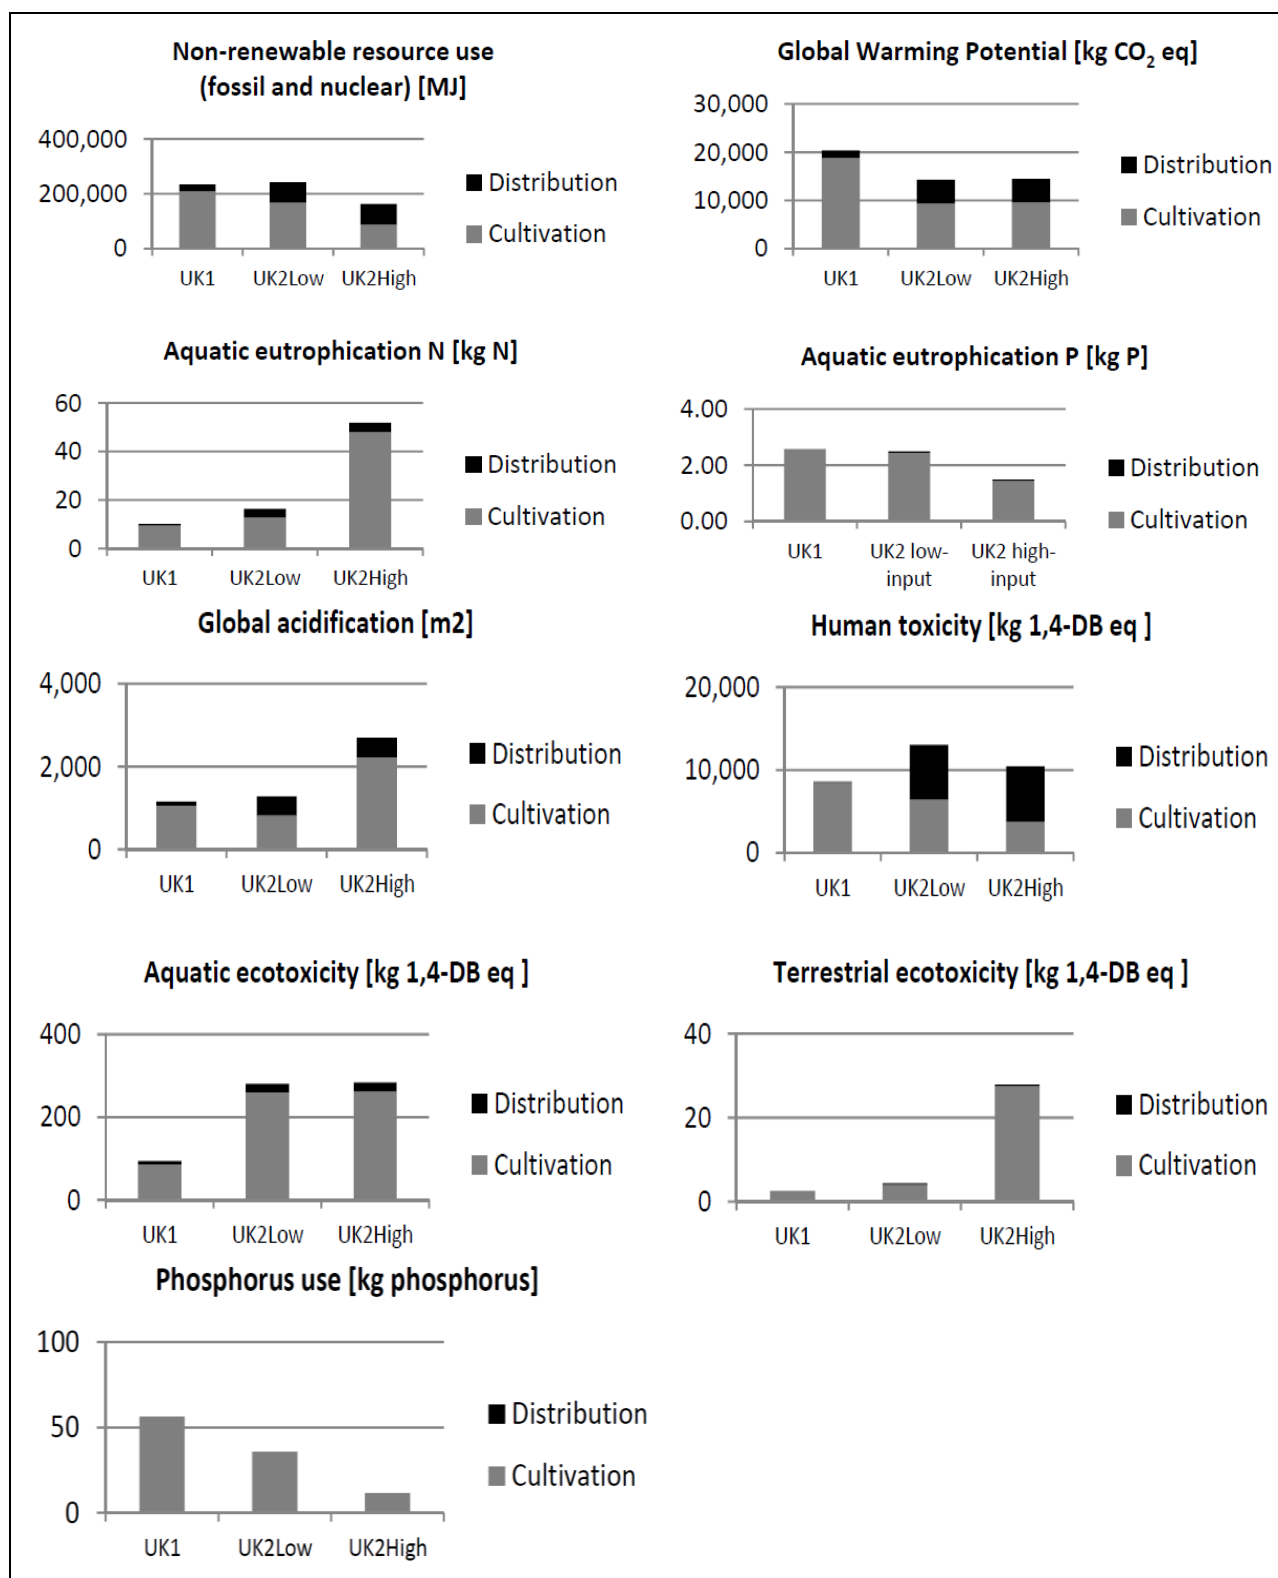 Non-renewable resource use
(fossil and nuclear) [MJ]
400,000
200,000
0
UK1 UK2Low UK2High
Distribution
Cultivation
Global Warming Potential [kg CO₂ eq]
30,000
20,000
10,000
0
UK1 UK2Low UK2High
Distribution
Cultivation
Aquatic eutrophication N [kg N]
60
40
20
0
UK1 UK2Low UK2High
Distribution
Cultivation
Aquatic eutrophication P [kg P]
4.00
2.00
0.00
UK1 UK2 low- UK2 high-
input input
Distribution
Cultivation
Global acidification [m2]
4,000
2,000
0
UK1 UK2Low UK2High
Distribution
Cultivation
Human toxicity [kg 1,4-DB eq ]
20,000
10,000
0
UK1 UK2Low UK2High
Distribution
Cultivation
Aquatic ecotoxicity [kg 1,4-DB eq ]
400
200
0
UK1 UK2Low UK2High
Distribution
Cultivation
Terrestrial ecotoxicity [kg 1,4-DB eq ]
40
20
0
UK1 UK2Low UK2High
Distribution
Cultivation
Phosphorus use [kg phosphorus]
100
50
0
UK1 UK2Low UK2High
Distribution
Cultivation